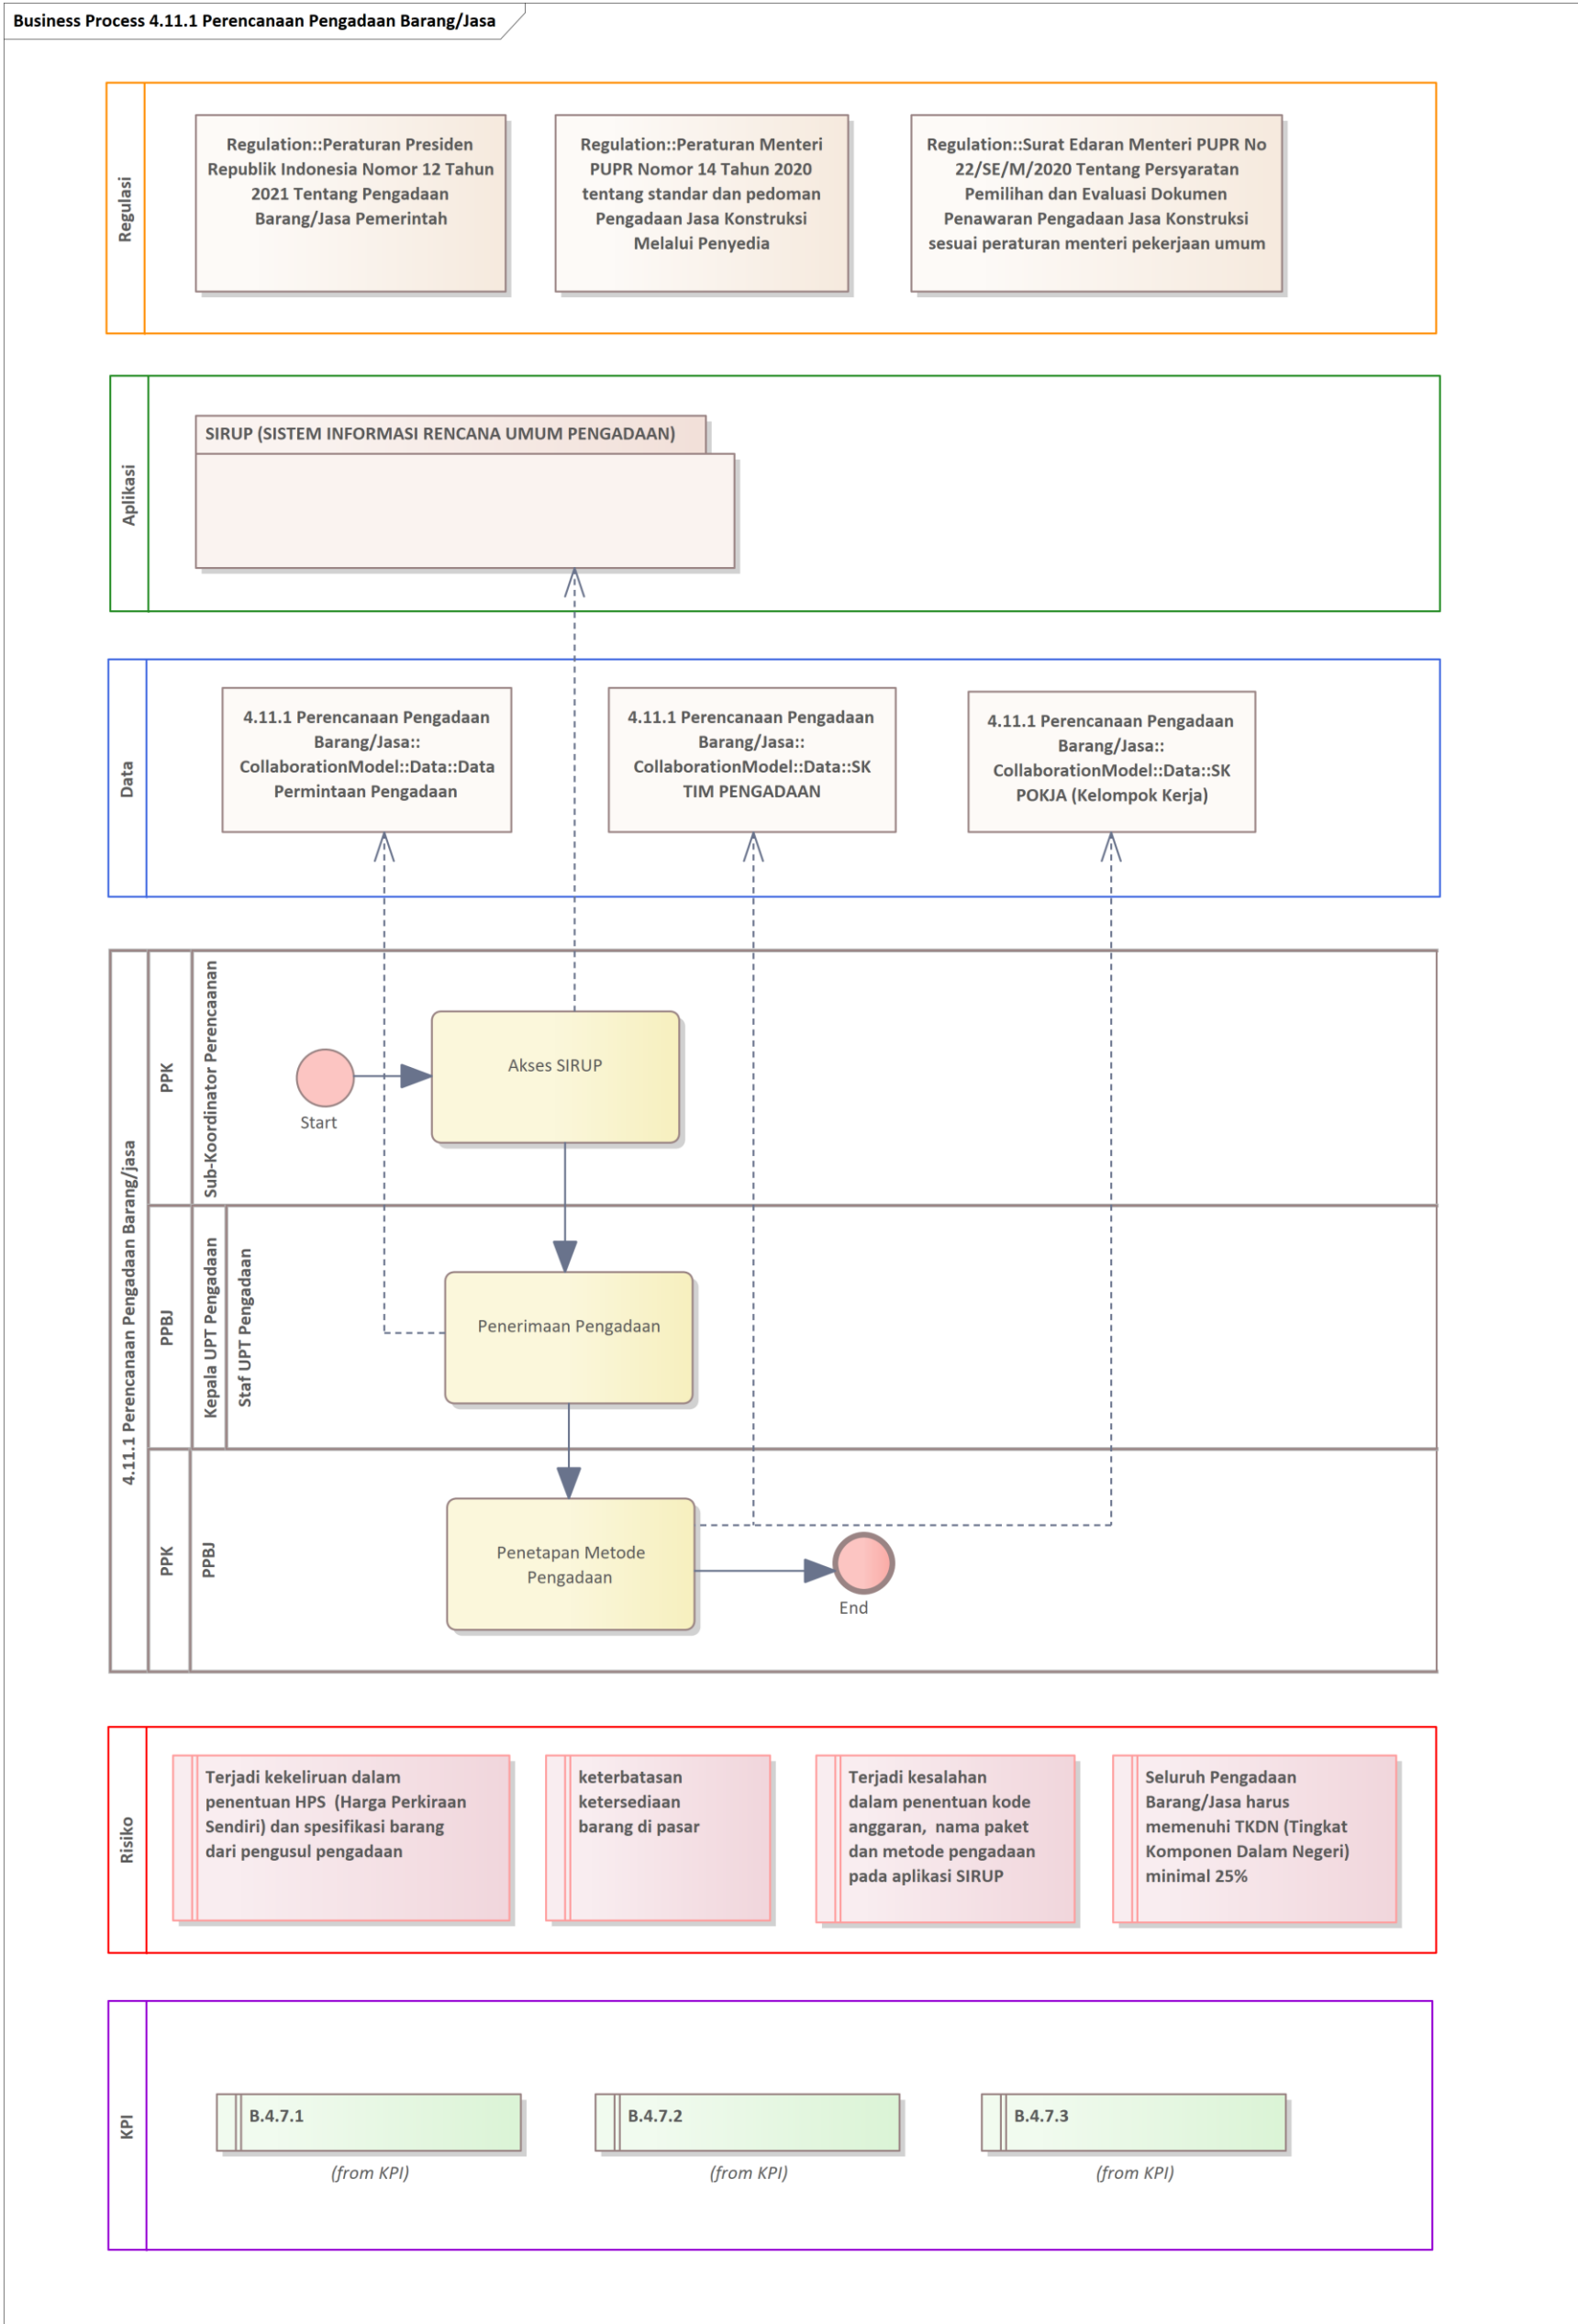 Business Process 4.11.1 Perencanaan Pengadaan Barang/Jasa
Regulasi
Regulation::Peraturan Presiden
Republik Indonesia Nomor 12 Tahun
2021 Tentang Pengadaan
Barang/Jasa Pemerintah
Regulation::Peraturan Menteri
PUPR Nomor 14 Tahun 2020
tentang standar dan pedoman
Pengadaan Jasa Konstruksi
Melalui Penyedia
Regulation::Surat Edaran Menteri PUPR No
22/SE/M/2020 Tentang Persyaratan
Pemilihan dan Evaluasi Dokumen
Penawaran Pengadaan Jasa Konstruksi
sesuai peraturan menteri pekerjaan umum
Aplikasi
SIRUP (SISTEM INFORMASI RENCANA UMUM PENGADAAN)
Data
4.11.1 Perencanaan Pengadaan
Barang/Jasa::
CollaborationModel::Data::Data
Permintaan Pengadaan
4.11.1 Perencanaan Pengadaan
Barang/Jasa::
CollaborationModel::Data::SK
TIM PENGADAAN
4.11.1 Perencanaan Pengadaan
Barang/Jasa::
CollaborationModel::Data::SK
POKJA (Kelompok Kerja)
4.11.1 Perencanaan Pengadaan Barang/jasa
PPK
Sub-Koordinator Perencaanan
Start
Akses SIRUP
PPBJ
Kepala UPT Pengadaan
Staf UPT Pengadaan
Penerimaan Pengadaan
PPK
PPBJ
Penetapan Metode
Pengadaan
End
Risiko
Terjadi kekeliruan dalam
penentuan HPS (Harga Perkiraan
Sendiri) dan spesifikasi barang
dari pengusul pengadaan
keterbatasan
ketersediaan
barang di pasar
Terjadi kesalahan
dalam penentuan kode
anggaran, nama paket
dan metode pengadaan
pada aplikasi SIRUP
Seluruh Pengadaan
Barang/Jasa harus
memenuhi TKDN (Tingkat
Komponen Dalam Negeri)
minimal 25%
KPI
B.4.7.1
(from KPI)
B.4.7.2
(from KPI)
B.4.7.3
(from KPI)